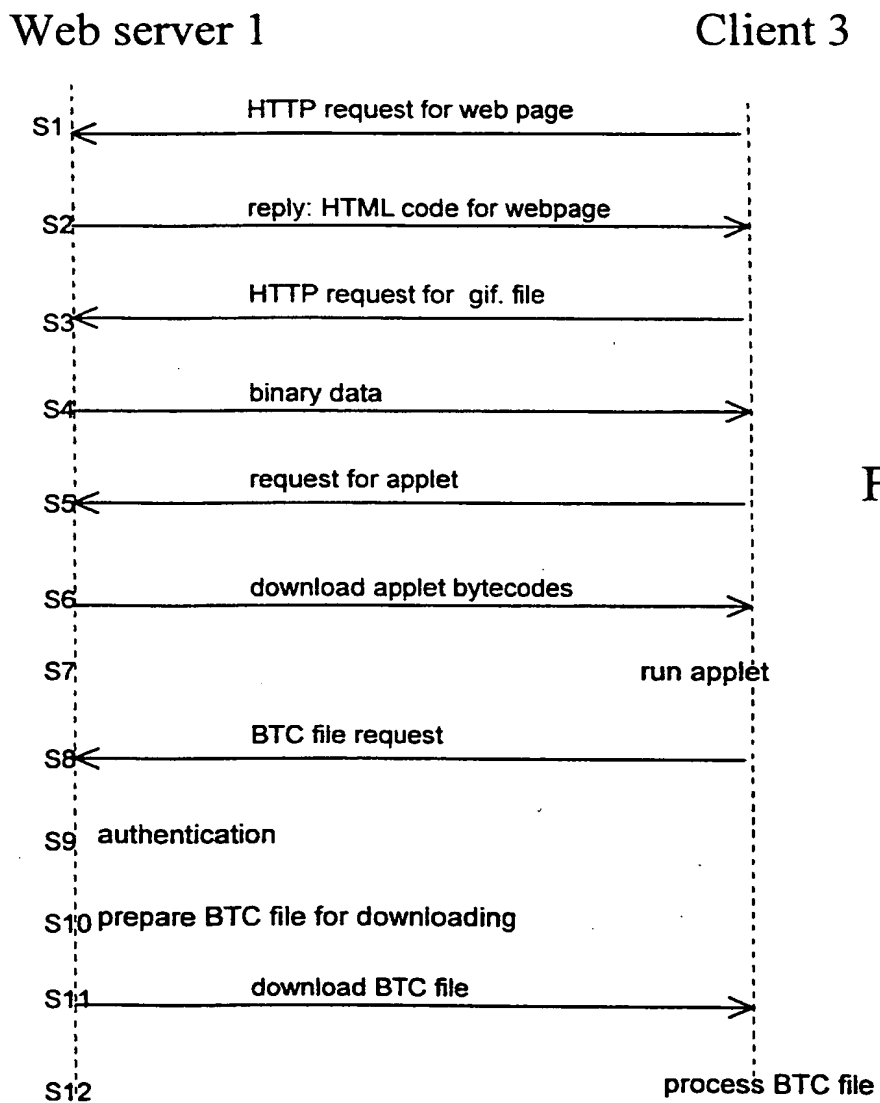 Web server 1 Client 3
S1 HTTP request for web page
S2 reply: HTML code for webpage
S3 HTTP request for gif. file
S4 binary data
S5 request for applet
F
S6 download applet bytecodes
S7 run applet
S8 BTC file request
S9 authentication
S10 prepare BTC file for downloading
S11 download BTC file
S12 process BTC file